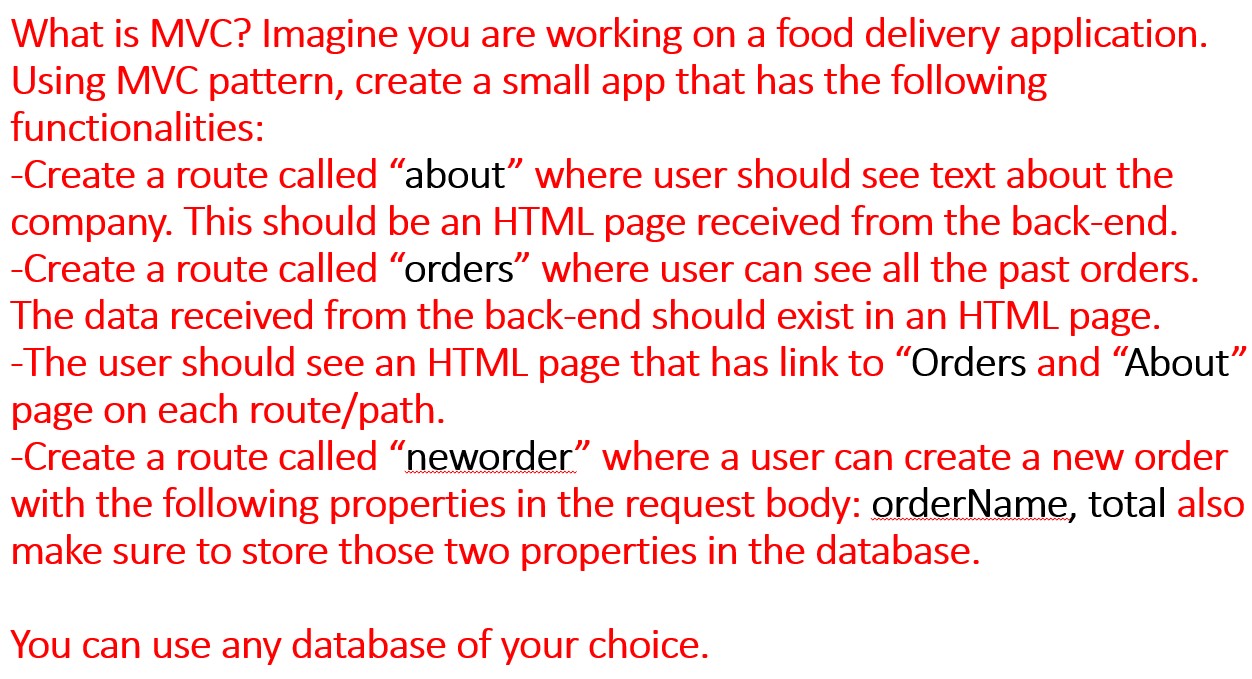 What is MVC? Imagine you are working on a food delivery application.
Using MVC pattern, create a small app that has the following
functionalities:
-Create a route called “about” where user should see text about the
company. This should be an HTML page received from the back-end.
-Create a route called “orders” where user can see all the past orders.
The data received from the back-end should exist in an HTML page.
-The user should see an HTML page that has link to “Orders and “About”
page on each route/path.
-Create a route called “neworder” where a user can create a new order
with the following properties in the request body: orderName, total also
make sure to store those two properties in the database.
You can use any database of your choice.